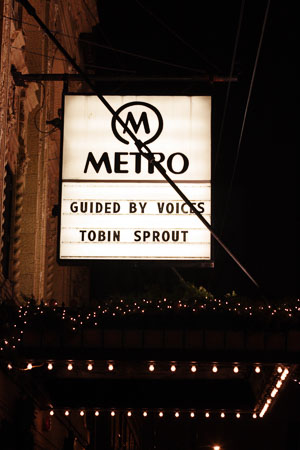 M
METRO
GUIDED BY VOICES
TOBIN SPROUT